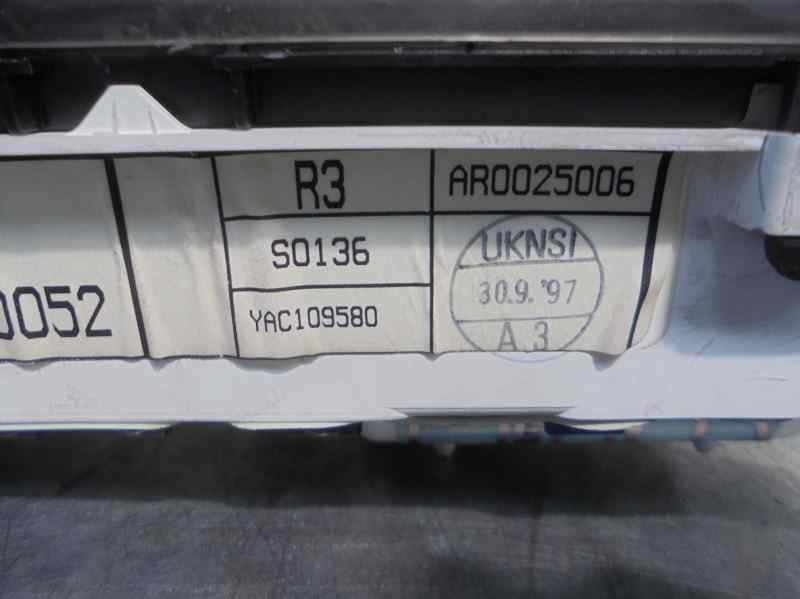 R3
AR0025006
S0136
UKNSI
30.9.'97
YAC109580
A.3
0052